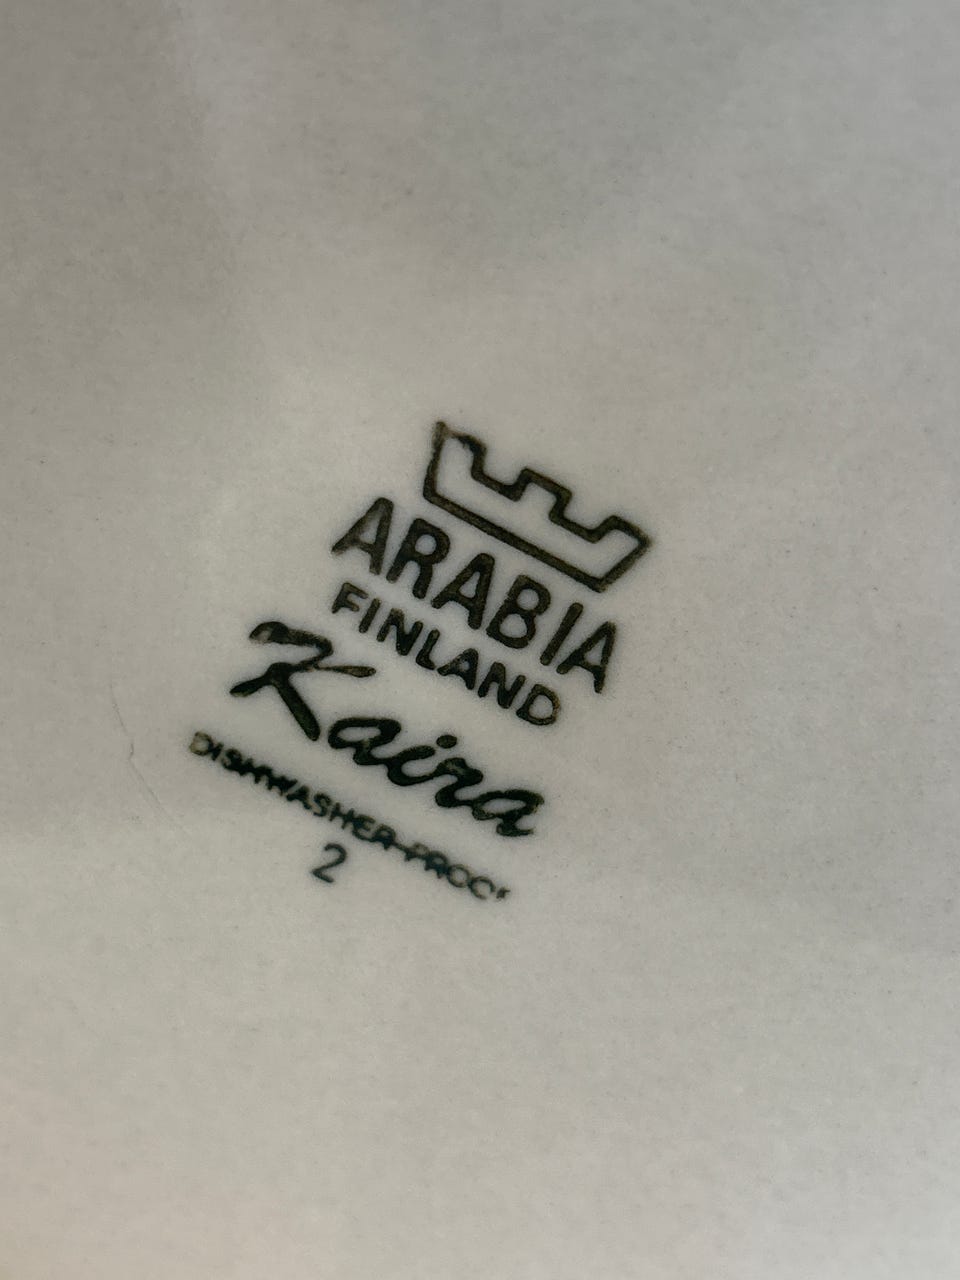 ARABIA
FINLAND
Kaira
DISHWASHER-PROOF
2